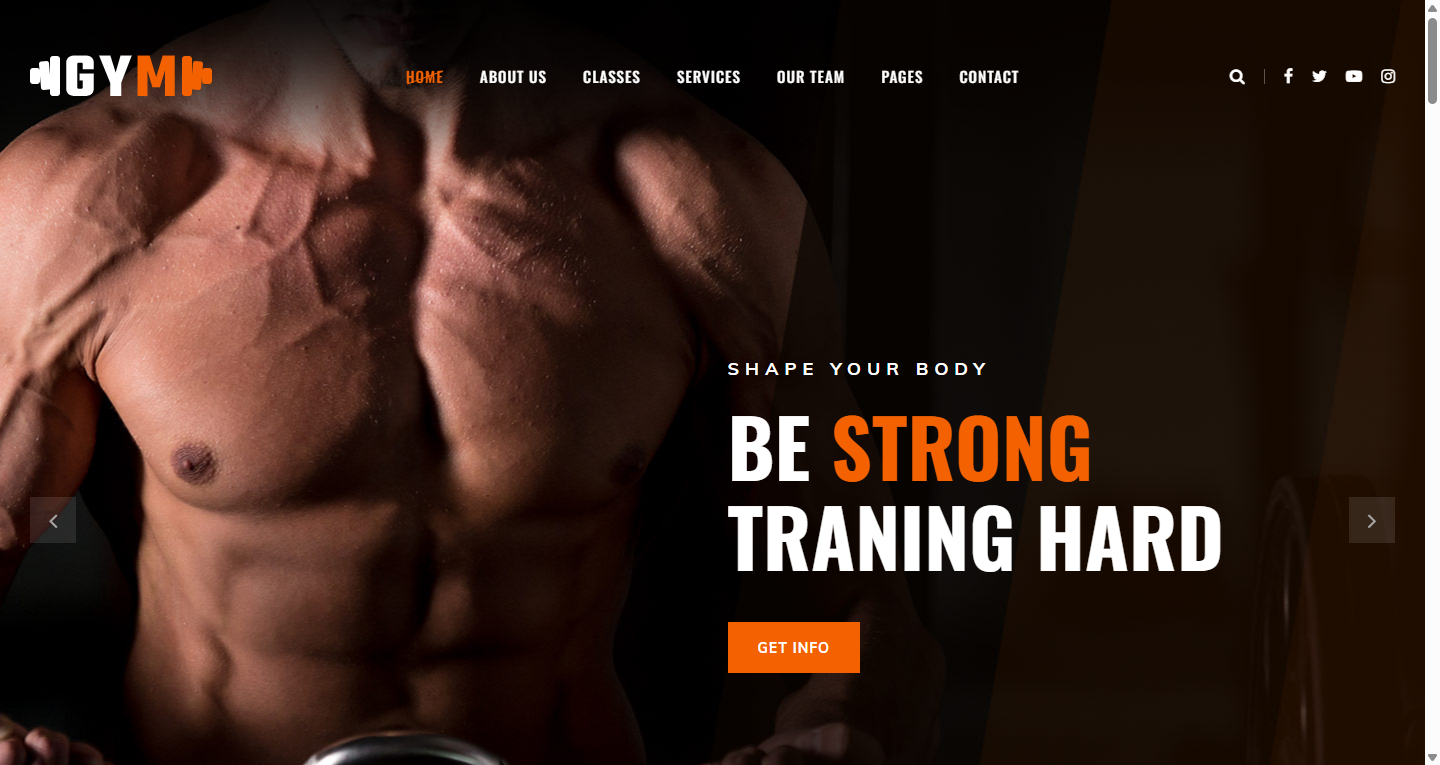 GYM
HOME ABOUT US CLASSES SERVICES OUR TEAM PAGES CONTACT
SHAPE YOUR BODY
BE STRONG
TRANING HARD
GET INFO